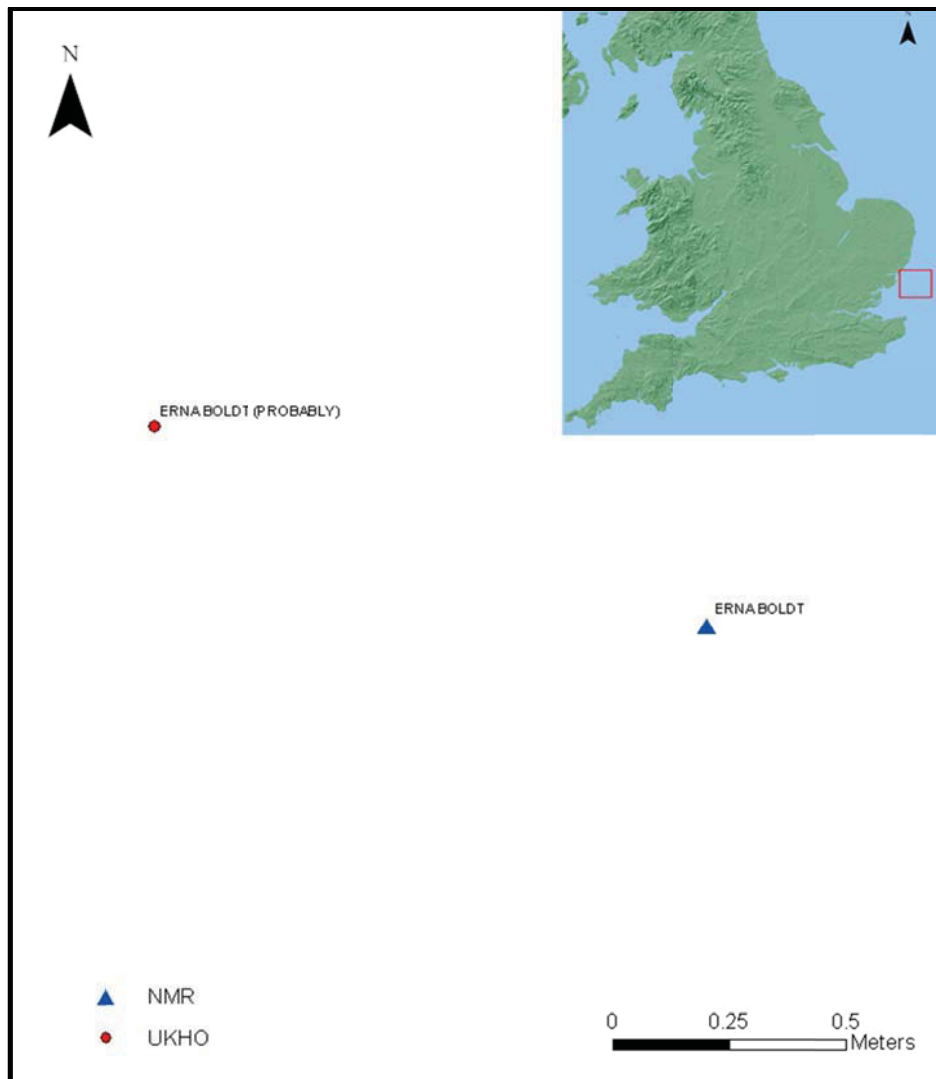 N
ERNA BOLDT (PROBABLY)
ERNA BOLDT
NMR
UKHO
0 0.25 0.5
Meters